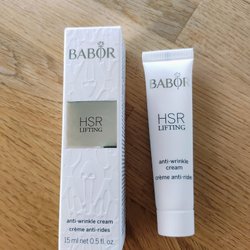 BABOR
HSR
LIFTING
anti-wrinkle cream
crème anti-rides
15 ml net 0.5 fl. oz.
BABOR
HSR
LIFTING
anti-wrinkle
cream
crème anti-rides